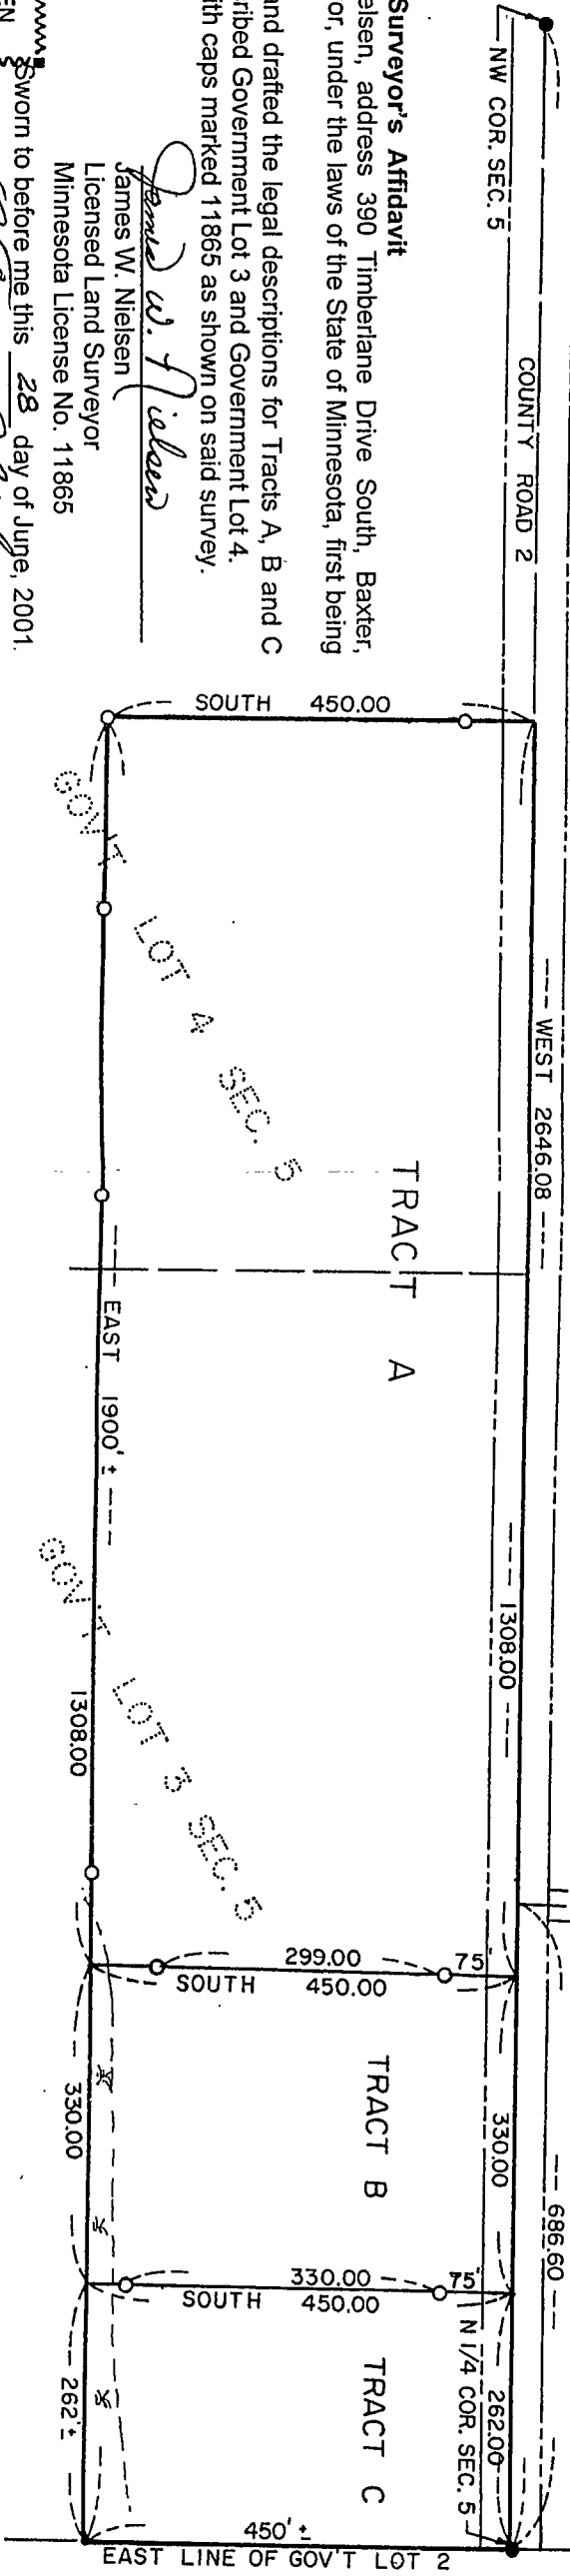 Surveyor's Affidavit
elsen, address 390 Timberlane Drive South, Baxter,
or, under the laws of the State of Minnesota, first being
and drafted the legal descriptions for Tracts A, B and C
ribed Government Lot 3 and Government Lot 4.
ith caps marked 11865 as shown on said survey.
James W. Nielsen
James W. Nielsen
Licensed Land Surveyor
Minnesota License No. 11865
Sworn to before me this 28 day of June, 2001.
EN
NW COR. SEC. 5
COUNTY ROAD 2
WEST 2646.08
1308.00
686.60
330.00
262.00
N 1/4 COR. SEC. 5
SOUTH 450.00
TRACT A
GOV'T LOT 4 SEC. 5
GOV'T LOT 3 SEC. 5
EAST 1900' ±
1308.00
299.00
75'
SOUTH 450.00
TRACT B
330.00
330.00
75'
SOUTH 450.00
TRACT C
262' ±
450' ±
EAST LINE OF GOV'T LOT 2